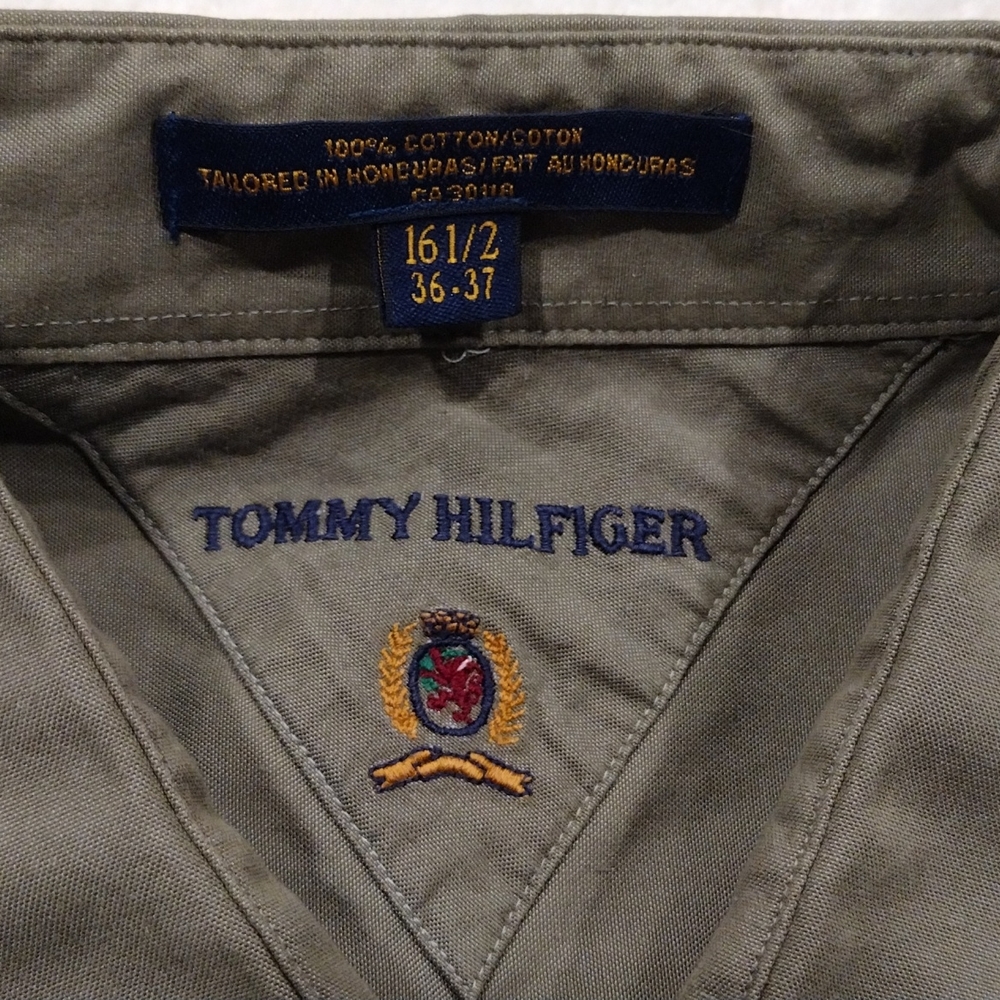 100% COTTON/COTON
TAILORED IN HONDURAS/FAIT AU HONDURAS
16 1/2
36-37
TOMMY HILFIGER